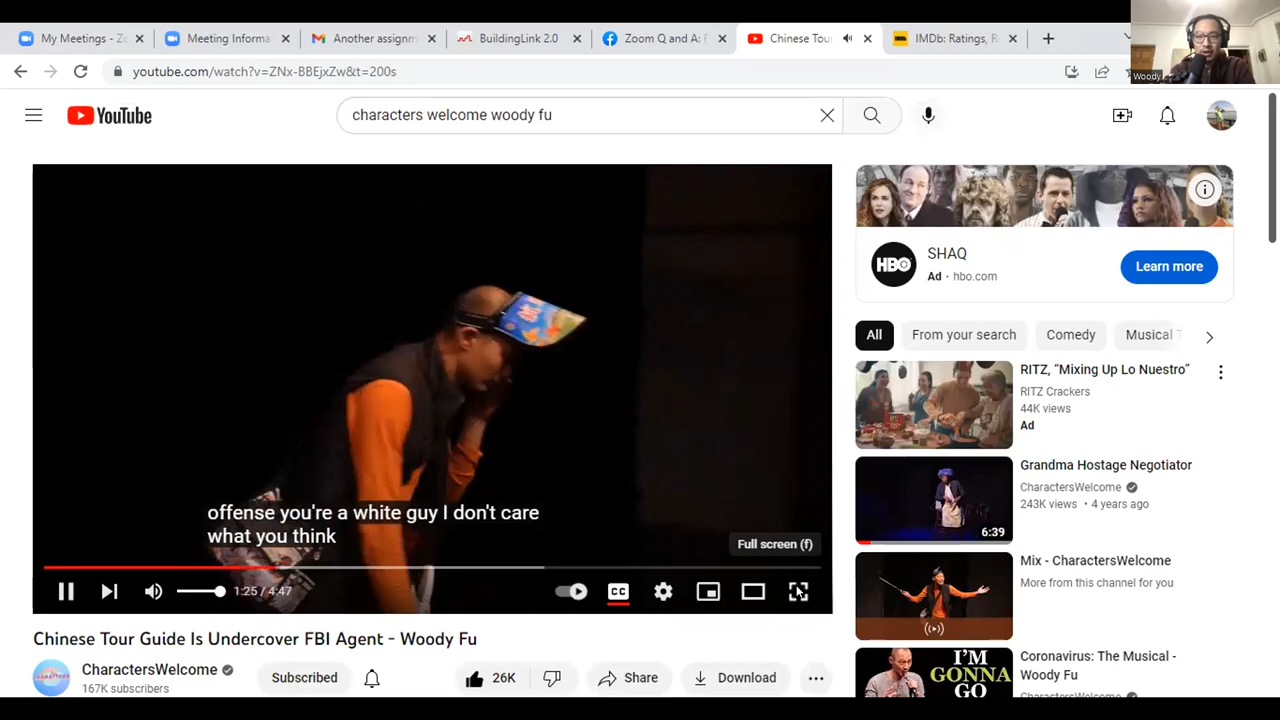 My Meetings - Zo
Meeting Informa
Another assignm
BuildingLink 2.0
Zoom Q and A: F
Chinese Tour
IMDb: Ratings, R
youtube.com/watch?v=ZNx-BBEjxZw&t=200s
Woody
YouTube
characters welcome woody fu
offense you're a white guy I don't care
what you think
Full screen (f)
1:25 / 4:47
CC
Chinese Tour Guide Is Undercover FBI Agent - Woody Fu
CharactersWelcome
167K subscribers
Subscribed
26K
Share
Download
HBO
SHAQ
Ad · hbo.com
Learn more
All
From your search
Comedy
Musical
RITZ, “Mixing Up Lo Nuestro”
RITZ Crackers
44K views
Ad
Grandma Hostage Negotiator
CharactersWelcome
243K views · 4 years ago
6:39
Mix - CharactersWelcome
More from this channel for you
I'M
GONNA
GO
Coronavirus: The Musical -
Woody Fu
CharactersWelcome